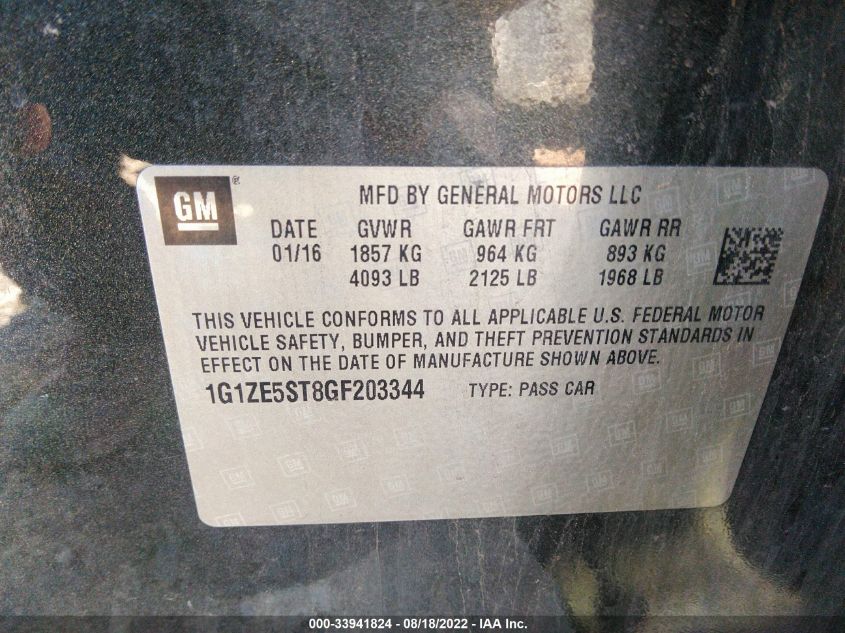 GM ®
MFD BY GENERAL MOTORS LLC
DATE GVWR GAWR FRT GAWR RR
01/16 1857 KG 964 KG 893 KG
4093 LB 2125 LB 1968 LB
THIS VEHICLE CONFORMS TO ALL APPLICABLE U.S. FEDERAL MOTOR
VEHICLE SAFETY, BUMPER, AND THEFT PREVENTION STANDARDS IN
EFFECT ON THE DATE OF MANUFACTURE SHOWN ABOVE.
1G1ZE5ST8GF203344 TYPE: PASS CAR
000-33941824 - 08/18/2022 - IAA Inc.